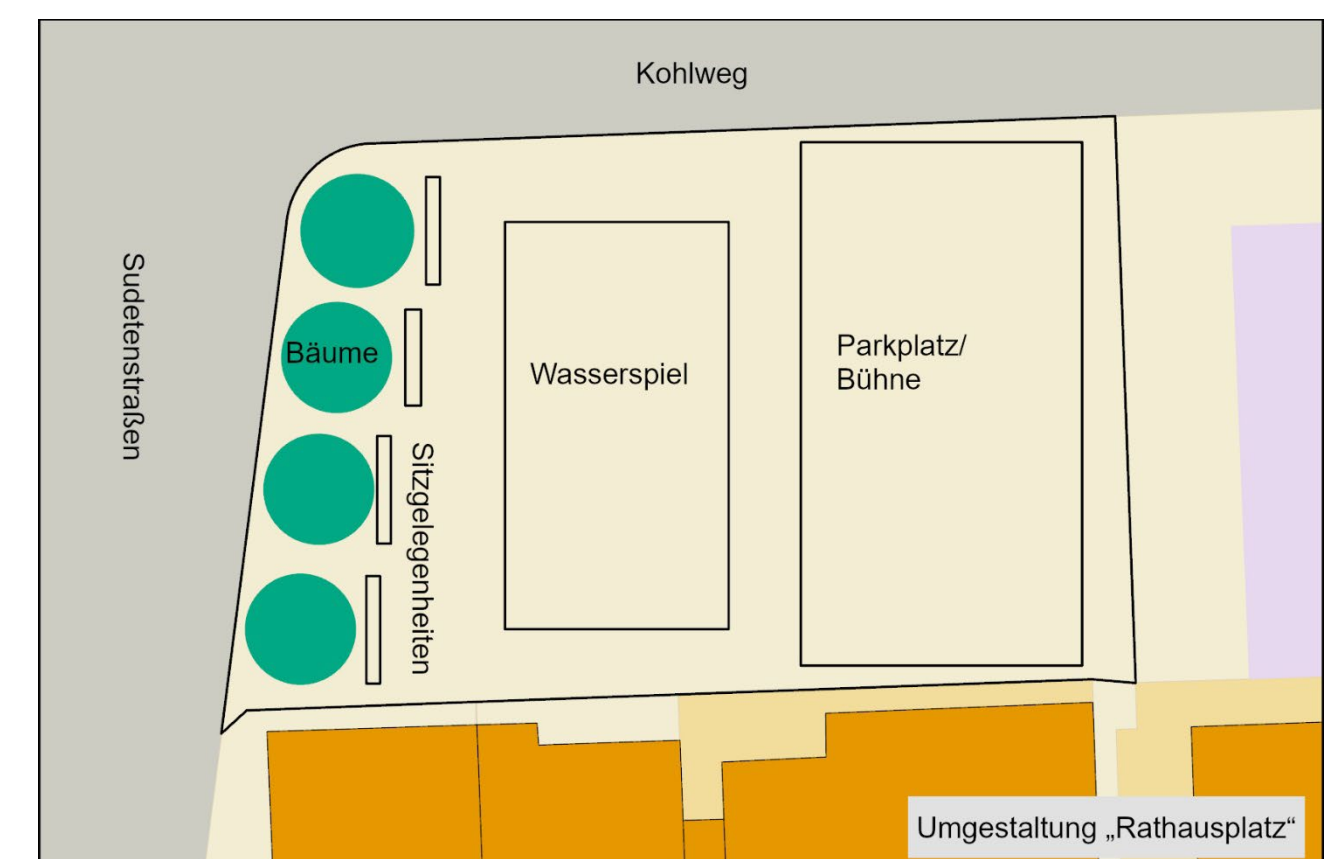 Kohlweg
Sudetenstraßen
Bäume
Sitzgelegenheiten
Wasserspiel
Parkplatz/
Bühne
Umgestaltung „Rathausplatz“